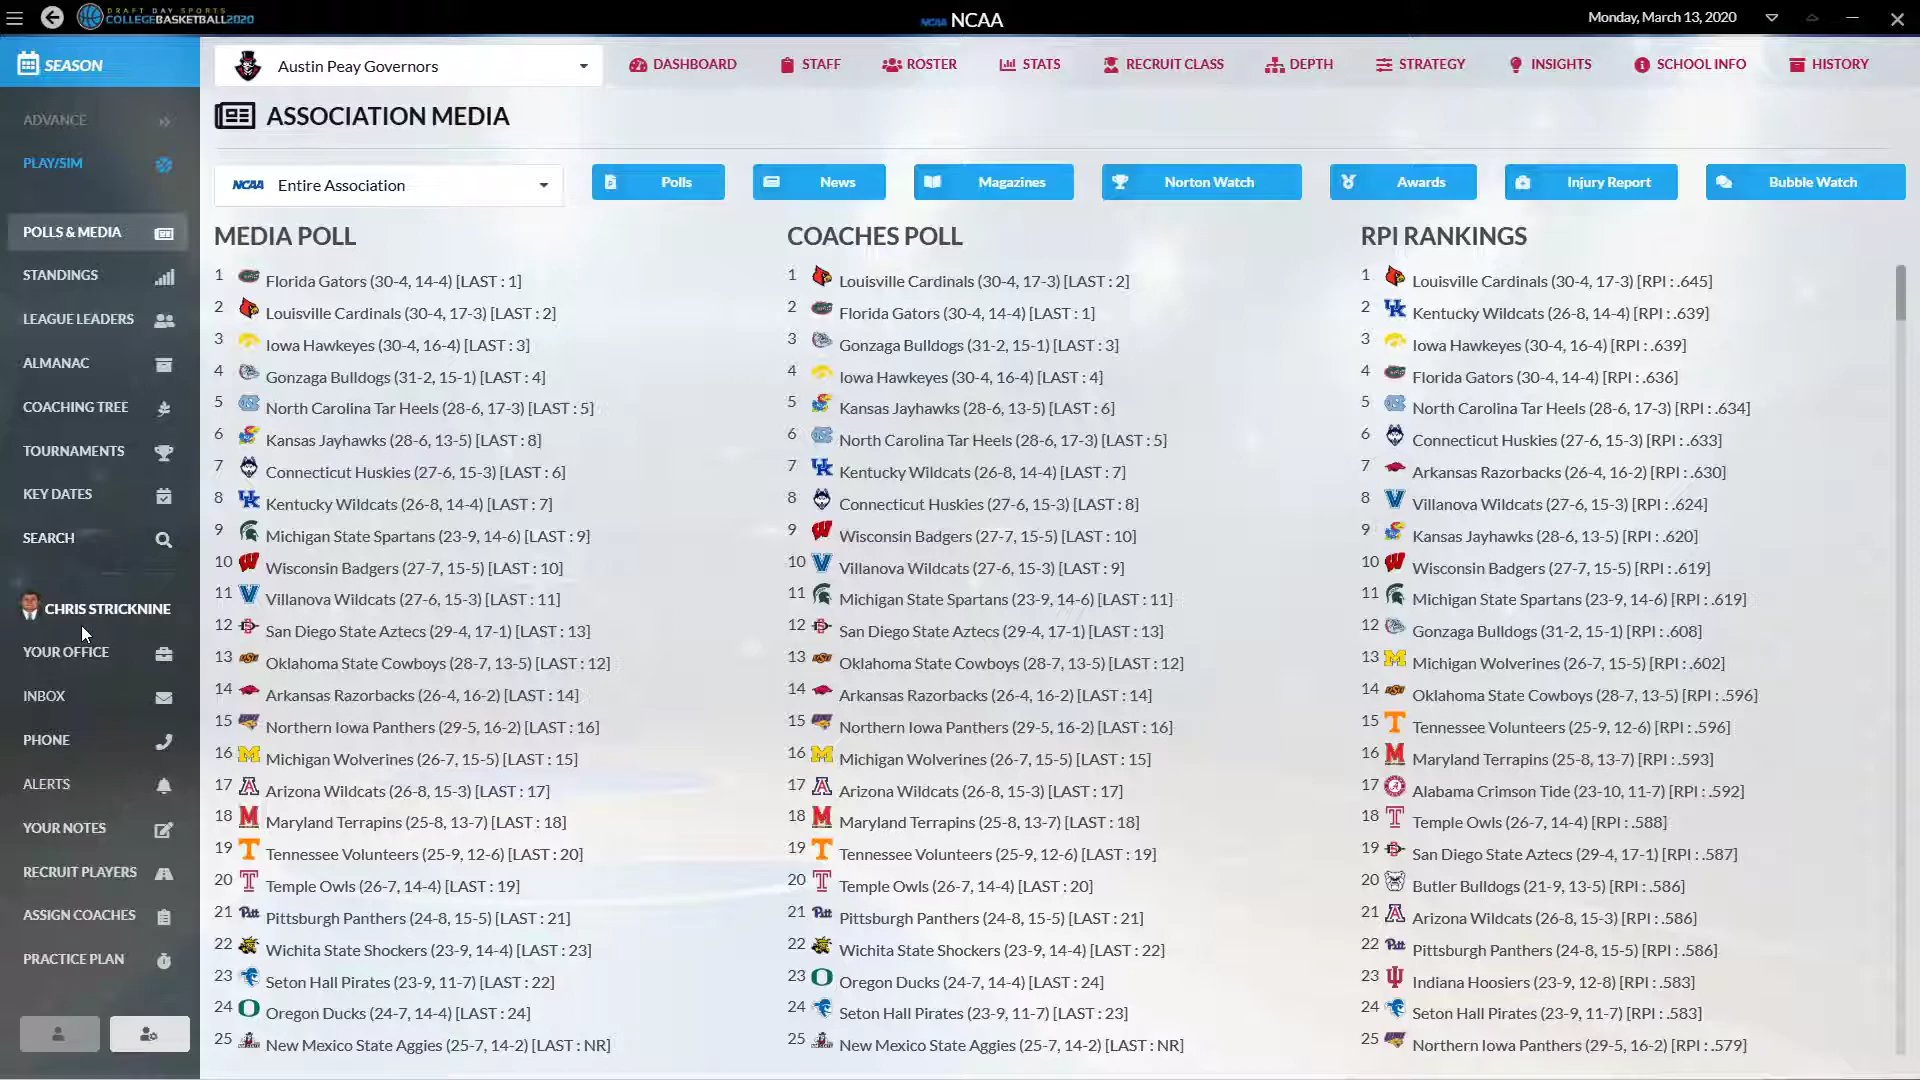 DRAFT DAY SPORTS
COLLEGEBASKETBALL2020
NCAA NCAA
Monday, March 13, 2020
SEASON
Austin Peay Governors
DASHBOARD
STAFF
ROSTER
STATS
RECRUIT CLASS
DEPTH
STRATEGY
INSIGHTS
SCHOOL INFO
HISTORY
ADVANCE
PLAY/SIM
POLLS & MEDIA
STANDINGS
LEAGUE LEADERS
ALMANAC
COACHING TREE
TOURNAMENTS
KEY DATES
SEARCH
CHRIS STRICKNINE
YOUR OFFICE
INBOX
PHONE
ALERTS
YOUR NOTES
RECRUIT PLAYERS
ASSIGN COACHES
PRACTICE PLAN
ASSOCIATION MEDIA
NCAA Entire Association
Polls
News
Magazines
Norton Watch
Awards
Injury Report
Bubble Watch
MEDIA POLL
1 Florida Gators (30-4, 14-4) [LAST : 1]
2 Louisville Cardinals (30-4, 17-3) [LAST : 2]
3 Iowa Hawkeyes (30-4, 16-4) [LAST : 3]
4 Gonzaga Bulldogs (31-2, 15-1) [LAST : 4]
5 North Carolina Tar Heels (28-6, 17-3) [LAST : 5]
6 Kansas Jayhawks (28-6, 13-5) [LAST : 8]
7 Connecticut Huskies (27-6, 15-3) [LAST : 6]
8 Kentucky Wildcats (26-8, 14-4) [LAST : 7]
9 Michigan State Spartans (23-9, 14-6) [LAST : 9]
10 Wisconsin Badgers (27-7, 15-5) [LAST : 10]
11 Villanova Wildcats (27-6, 15-3) [LAST : 11]
12 San Diego State Aztecs (29-4, 17-1) [LAST : 13]
13 Oklahoma State Cowboys (28-7, 13-5) [LAST : 12]
14 Arkansas Razorbacks (26-4, 16-2) [LAST : 14]
15 Northern Iowa Panthers (29-5, 16-2) [LAST : 16]
16 Michigan Wolverines (26-7, 15-5) [LAST : 15]
17 Arizona Wildcats (26-8, 15-3) [LAST : 17]
18 Maryland Terrapins (25-8, 13-7) [LAST : 18]
19 Tennessee Volunteers (25-9, 12-6) [LAST : 20]
20 Temple Owls (26-7, 14-4) [LAST : 19]
21 Pittsburgh Panthers (24-8, 15-5) [LAST : 21]
22 Wichita State Shockers (23-9, 14-4) [LAST : 23]
23 Seton Hall Pirates (23-9, 11-7) [LAST : 22]
24 Oregon Ducks (24-7, 14-4) [LAST : 24]
25 New Mexico State Aggies (25-7, 14-2) [LAST : NR]
COACHES POLL
1 Louisville Cardinals (30-4, 17-3) [LAST : 2]
2 Florida Gators (30-4, 14-4) [LAST : 1]
3 Gonzaga Bulldogs (31-2, 15-1) [LAST : 3]
4 Iowa Hawkeyes (30-4, 16-4) [LAST : 4]
5 Kansas Jayhawks (28-6, 13-5) [LAST : 6]
6 North Carolina Tar Heels (28-6, 17-3) [LAST : 5]
7 Kentucky Wildcats (26-8, 14-4) [LAST : 7]
8 Connecticut Huskies (27-6, 15-3) [LAST : 8]
9 Wisconsin Badgers (27-7, 15-5) [LAST : 10]
10 Villanova Wildcats (27-6, 15-3) [LAST : 9]
11 Michigan State Spartans (23-9, 14-6) [LAST : 11]
12 San Diego State Aztecs (29-4, 17-1) [LAST : 13]
13 Oklahoma State Cowboys (28-7, 13-5) [LAST : 12]
14 Arkansas Razorbacks (26-4, 16-2) [LAST : 14]
15 Northern Iowa Panthers (29-5, 16-2) [LAST : 16]
16 Michigan Wolverines (26-7, 15-5) [LAST : 15]
17 Arizona Wildcats (26-8, 15-3) [LAST : 17]
18 Maryland Terrapins (25-8, 13-7) [LAST : 18]
19 Tennessee Volunteers (25-9, 12-6) [LAST : 19]
20 Temple Owls (26-7, 14-4) [LAST : 20]
21 Pittsburgh Panthers (24-8, 15-5) [LAST : 21]
22 Wichita State Shockers (23-9, 14-4) [LAST : 22]
23 Oregon Ducks (24-7, 14-4) [LAST : 24]
24 Seton Hall Pirates (23-9, 11-7) [LAST : 23]
25 New Mexico State Aggies (25-7, 14-2) [LAST : NR]
RPI RANKINGS
1 Louisville Cardinals (30-4, 17-3) [RPI : .645]
2 Kentucky Wildcats (26-8, 14-4) [RPI : .639]
3 Iowa Hawkeyes (30-4, 16-4) [RPI : .639]
4 Florida Gators (30-4, 14-4) [RPI : .636]
5 North Carolina Tar Heels (28-6, 17-3) [RPI : .634]
6 Connecticut Huskies (27-6, 15-3) [RPI : .633]
7 Arkansas Razorbacks (26-4, 16-2) [RPI : .630]
8 Villanova Wildcats (27-6, 15-3) [RPI : .624]
9 Kansas Jayhawks (28-6, 13-5) [RPI : .620]
10 Wisconsin Badgers (27-7, 15-5) [RPI : .619]
11 Michigan State Spartans (23-9, 14-6) [RPI : .619]
12 Gonzaga Bulldogs (31-2, 15-1) [RPI : .608]
13 Michigan Wolverines (26-7, 15-5) [RPI : .602]
14 Oklahoma State Cowboys (28-7, 13-5) [RPI : .596]
15 Tennessee Volunteers (25-9, 12-6) [RPI : .596]
16 Maryland Terrapins (25-8, 13-7) [RPI : .593]
17 Alabama Crimson Tide (23-10, 11-7) [RPI : .592]
18 Temple Owls (26-7, 14-4) [RPI : .588]
19 San Diego State Aztecs (29-4, 17-1) [RPI : .587]
20 Butler Bulldogs (21-9, 13-5) [RPI : .586]
21 Arizona Wildcats (26-8, 15-3) [RPI : .586]
22 Pittsburgh Panthers (24-8, 15-5) [RPI : .586]
23 Indiana Hoosiers (23-9, 12-8) [RPI : .583]
24 Seton Hall Pirates (23-9, 11-7) [RPI : .583]
25 Northern Iowa Panthers (29-5, 16-2) [RPI : .579]